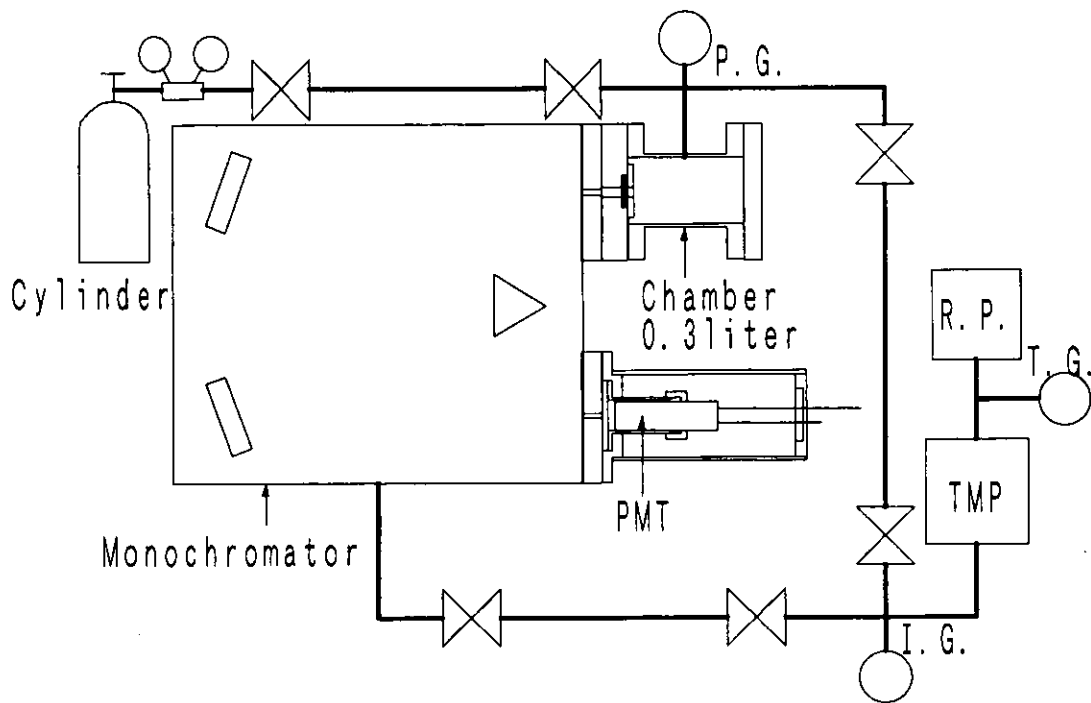 P. G.
Cylinder
Chamber
0.3liter
R. P.
T. G.
PMT
TMP
Monochromator
I. G.